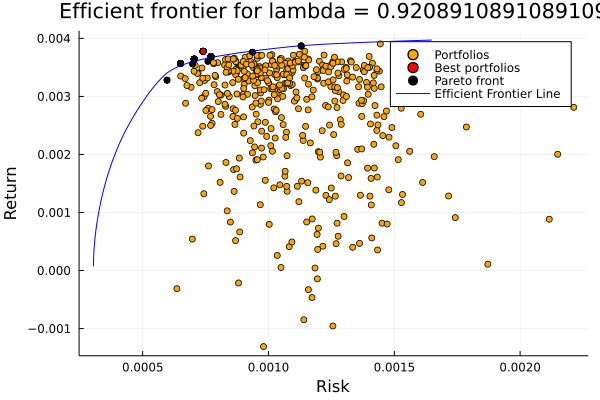 Efficient frontier for lambda = 0.9208910891089109
0.004
0.003
0.002
0.001
0.000
−0.001
Return
Portfolios
Best portfolios
Pareto front
Efficient Frontier Line
0.0005 0.0010 0.0015 0.0020
Risk